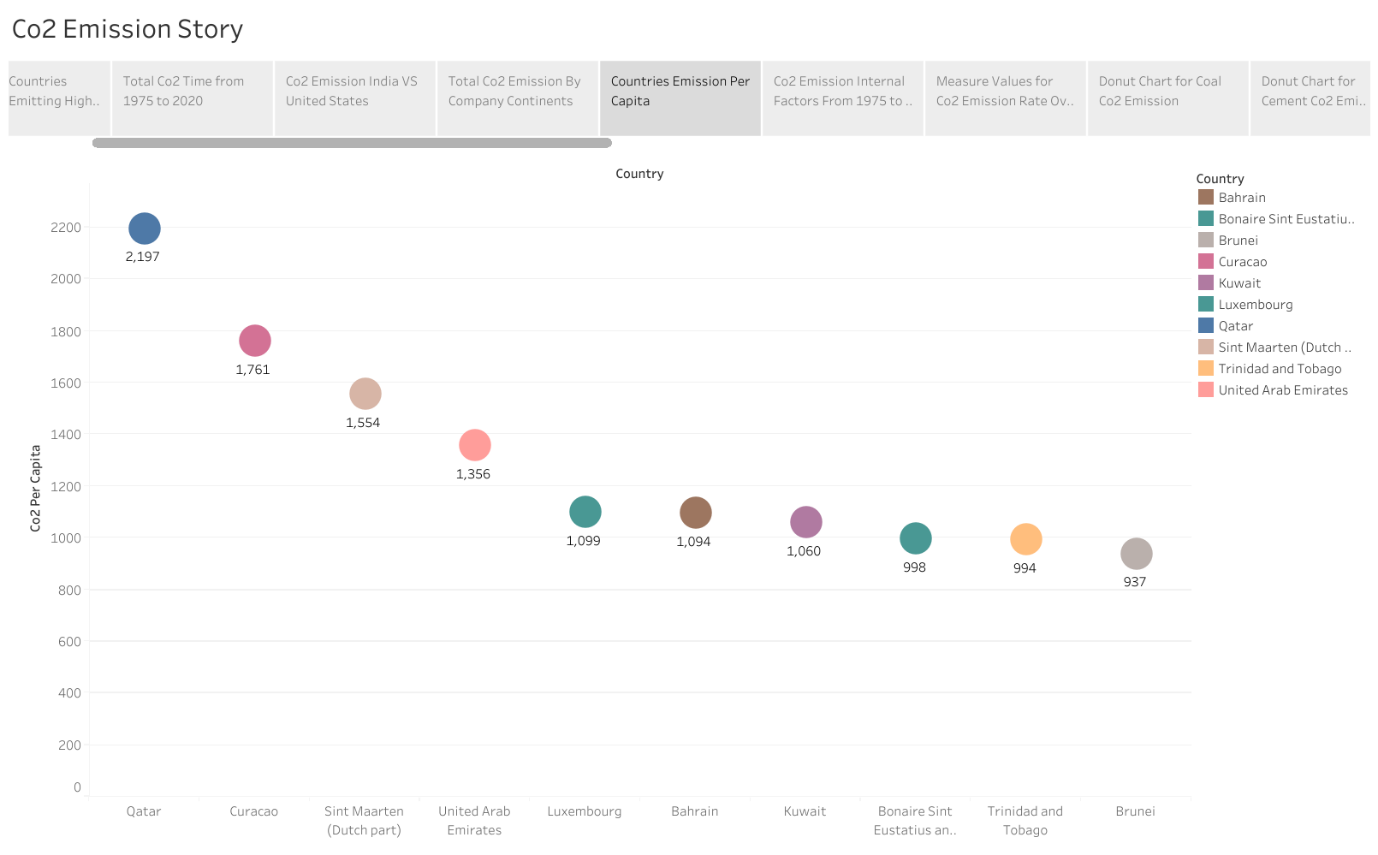 Co2 Emission Story
Countries
Emitting High..
Total Co2 Time from
1975 to 2020
Co2 Emission India VS
United States
Total Co2 Emission By
Company Continents
Countries Emission Per
Capita
Co2 Emission Internal
Factors From 1975 to ..
Measure Values for
Co2 Emission Rate Ov..
Donut Chart for Coal
Co2 Emission
Donut Chart for
Cement Co2 Emi..
Country
Co2 Per Capita
2200
2000
1800
1600
1400
1200
1000
800
600
400
200
0
2,197
1,761
1,554
1,356
1,099
1,094
1,060
998
994
937
Qatar
Curacao
Sint Maarten
(Dutch part)
United Arab
Emirates
Luxembourg
Bahrain
Kuwait
Bonaire Sint
Eustatius an..
Trinidad and
Tobago
Brunei
Country
Bahrain
Bonaire Sint Eustatiu..
Brunei
Curacao
Kuwait
Luxembourg
Qatar
Sint Maarten (Dutch ..
Trinidad and Tobago
United Arab Emirates